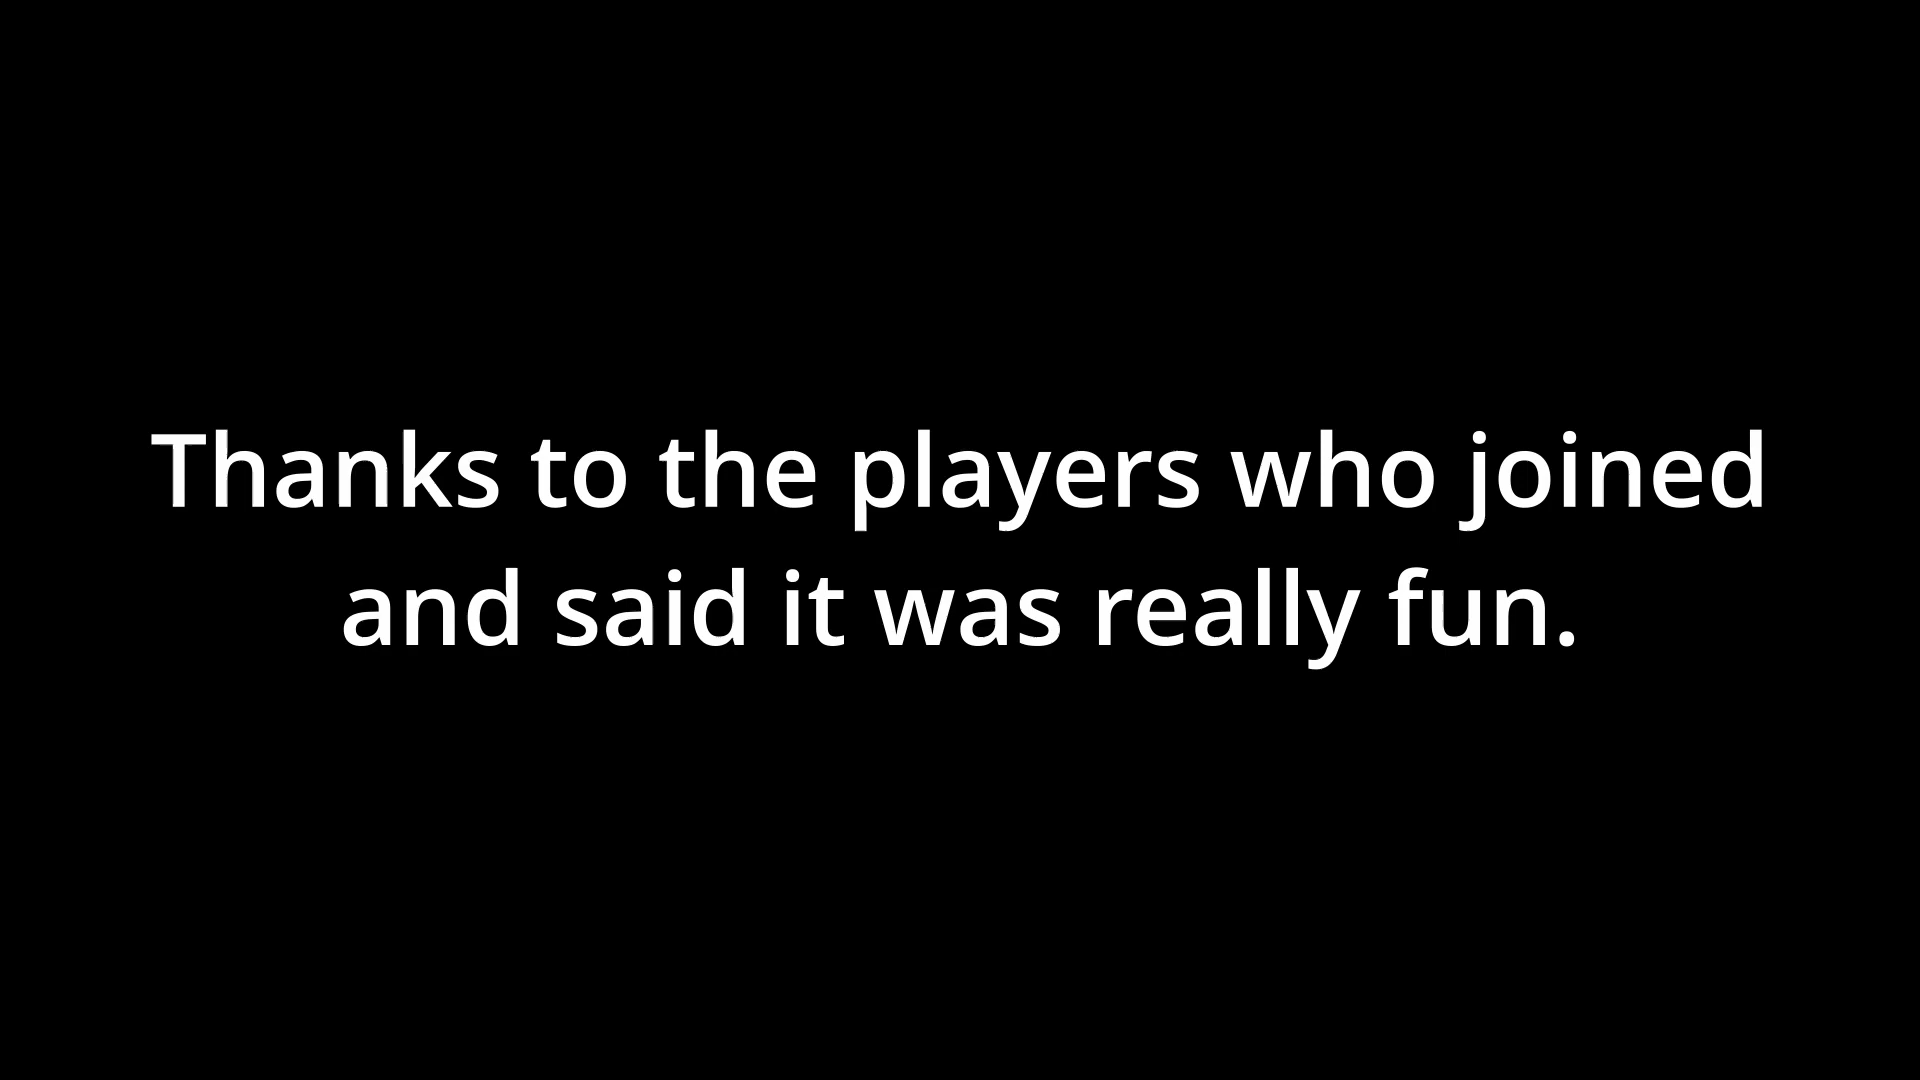 Thanks to the players who joined
and said it was really fun.